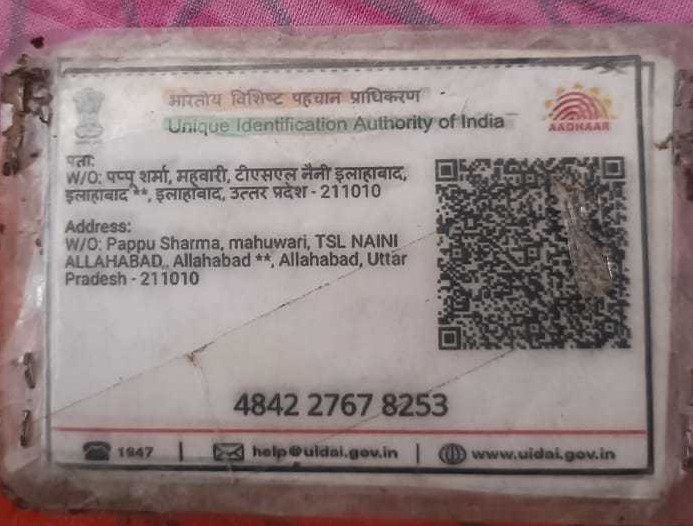 भारतीय विशिष्ट पहचान प्राधिकरण
Unique Identification Authority of India
AADHAAR
पता:
W/O: पप्पू शर्मा, महुवारी, टीएसएल नैनी इलाहाबाद,
इलाहाबाद **, इलाहाबाद, उत्तर प्रदेश - 211010
Address:
W/O: Pappu Sharma, mahuwari, TSL NAINI
ALLAHABAD,, Allahabad **, Allahabad, Uttar
Pradesh - 211010
4842 2767 8253
1947 | help@uidai.gov.in | www.uidai.gov.in